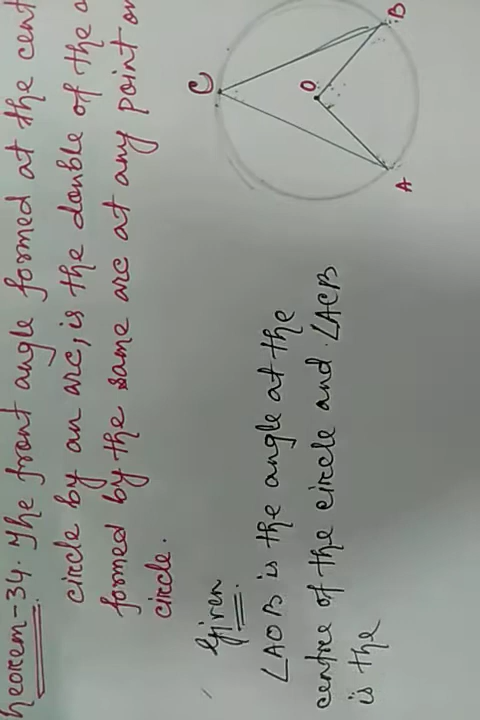 heorem-34. The front angle formed at the cent
circle by an arc, is the double of the a
formed by the same arc at any point on
circle.
Given
∠AOB is the angle at the
centre of the circle and ∠ACB
is the
C
O
B
A